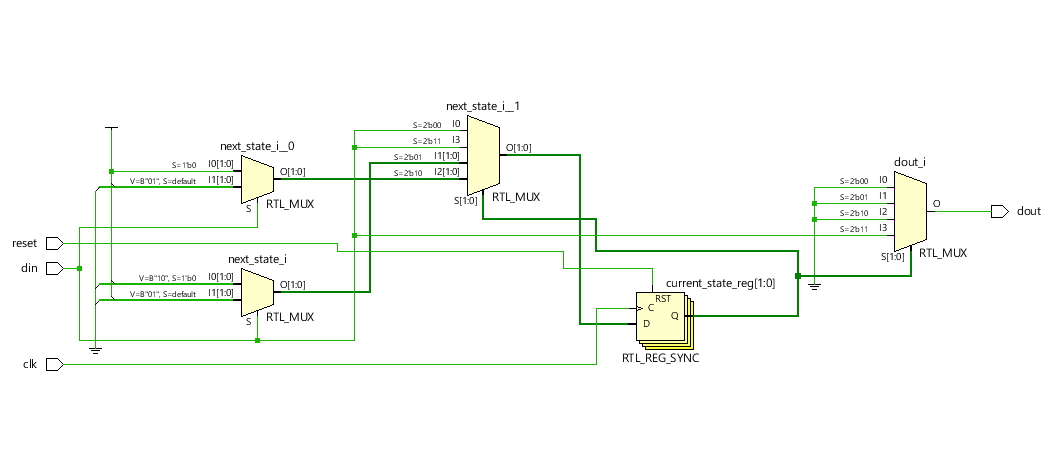 next_state_i__1
S=2'b00 I0
S=2'b11 I3
S=2'b01 I1[1:0]
S=2'b10 I2[1:0]
O[1:0]
S[1:0]
RTL_MUX
next_state_i__0
S=1'b0 I0[1:0]
V=B"01", S=default I1[1:0]
O[1:0]
S
RTL_MUX
dout_i
S=2'b00 I0
S=2'b01 I1
S=2'b10 I2
S=2'b11 I3
O
S[1:0]
RTL_MUX
dout
reset
din
next_state_i
V=B"10", S=1'b0 I0[1:0]
V=B"01", S=default I1[1:0]
O[1:0]
S
RTL_MUX
current_state_reg[1:0]
RST
C
Q
D
RTL_REG_SYNC
clk